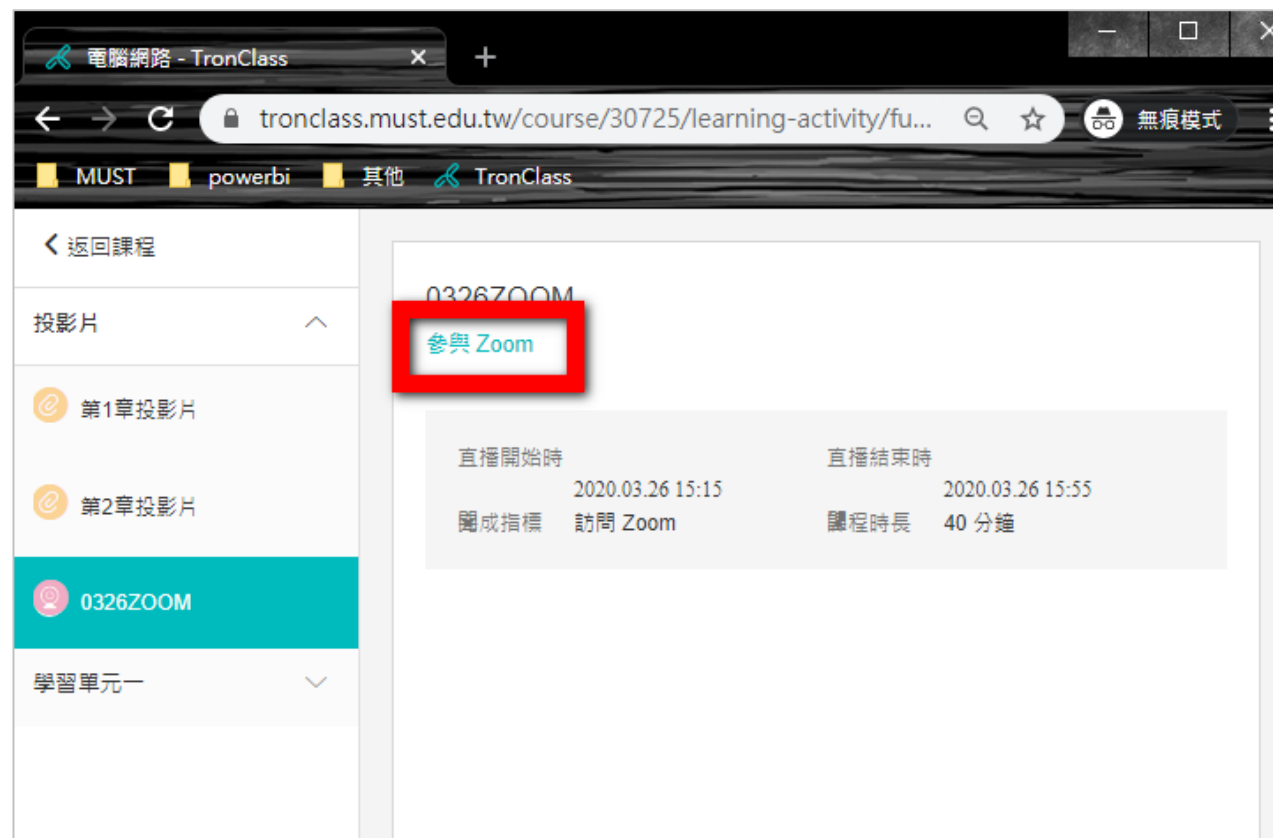 電腦網路 - TronClass
tronclass.must.edu.tw/course/30725/learning-activity/fu...
無痕模式
MUST powerbi 其他 TronClass
返回課程
投影片
第1章投影片
第2章投影片
0326ZOOM
學習單元一
0326ZOOM
參與 Zoom
直播開始時 直播結束時
2020.03.26 15:15 2020.03.26 15:55
成指標 訪問 Zoom 程時長 40 分鐘